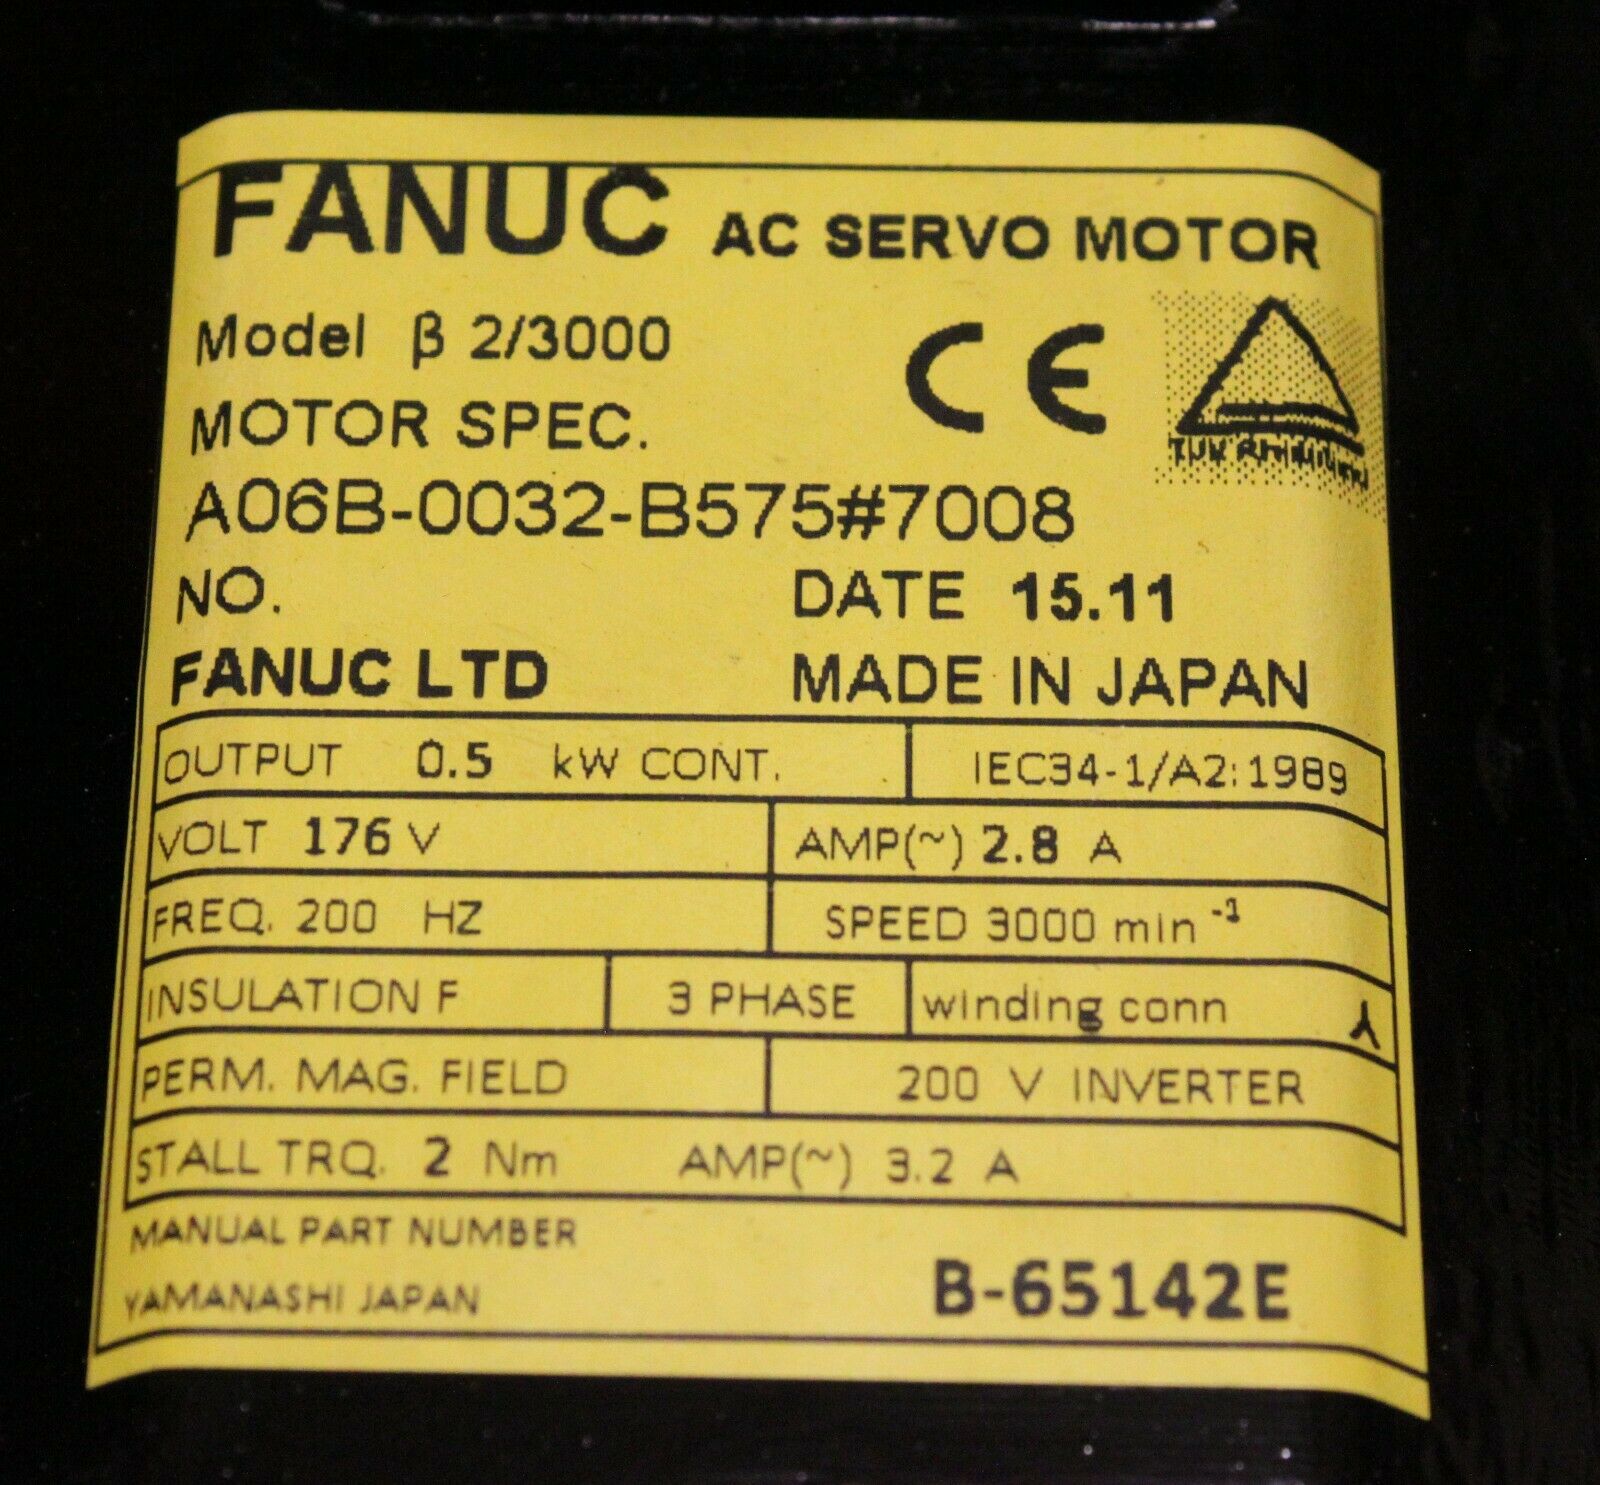 FANUC AC SERVO MOTOR
Model β 2/3000
CE
MOTOR SPEC.
A06B-0032-B575#7008
NO. DATE 15.11
FANUC LTD MADE IN JAPAN
OUTPUT 0.5 kW CONT. IEC34-1/A2:1989
VOLT 176 V AMP(~) 2.8 A
FREQ. 200 HZ SPEED 3000 min⁻¹
INSULATION F 3 PHASE winding conn
PERM. MAG. FIELD 200 V INVERTER
STALL TRQ. 2 Nm AMP(~) 3.2 A
MANUAL PART NUMBER
B-65142E
YAMANASHI JAPAN